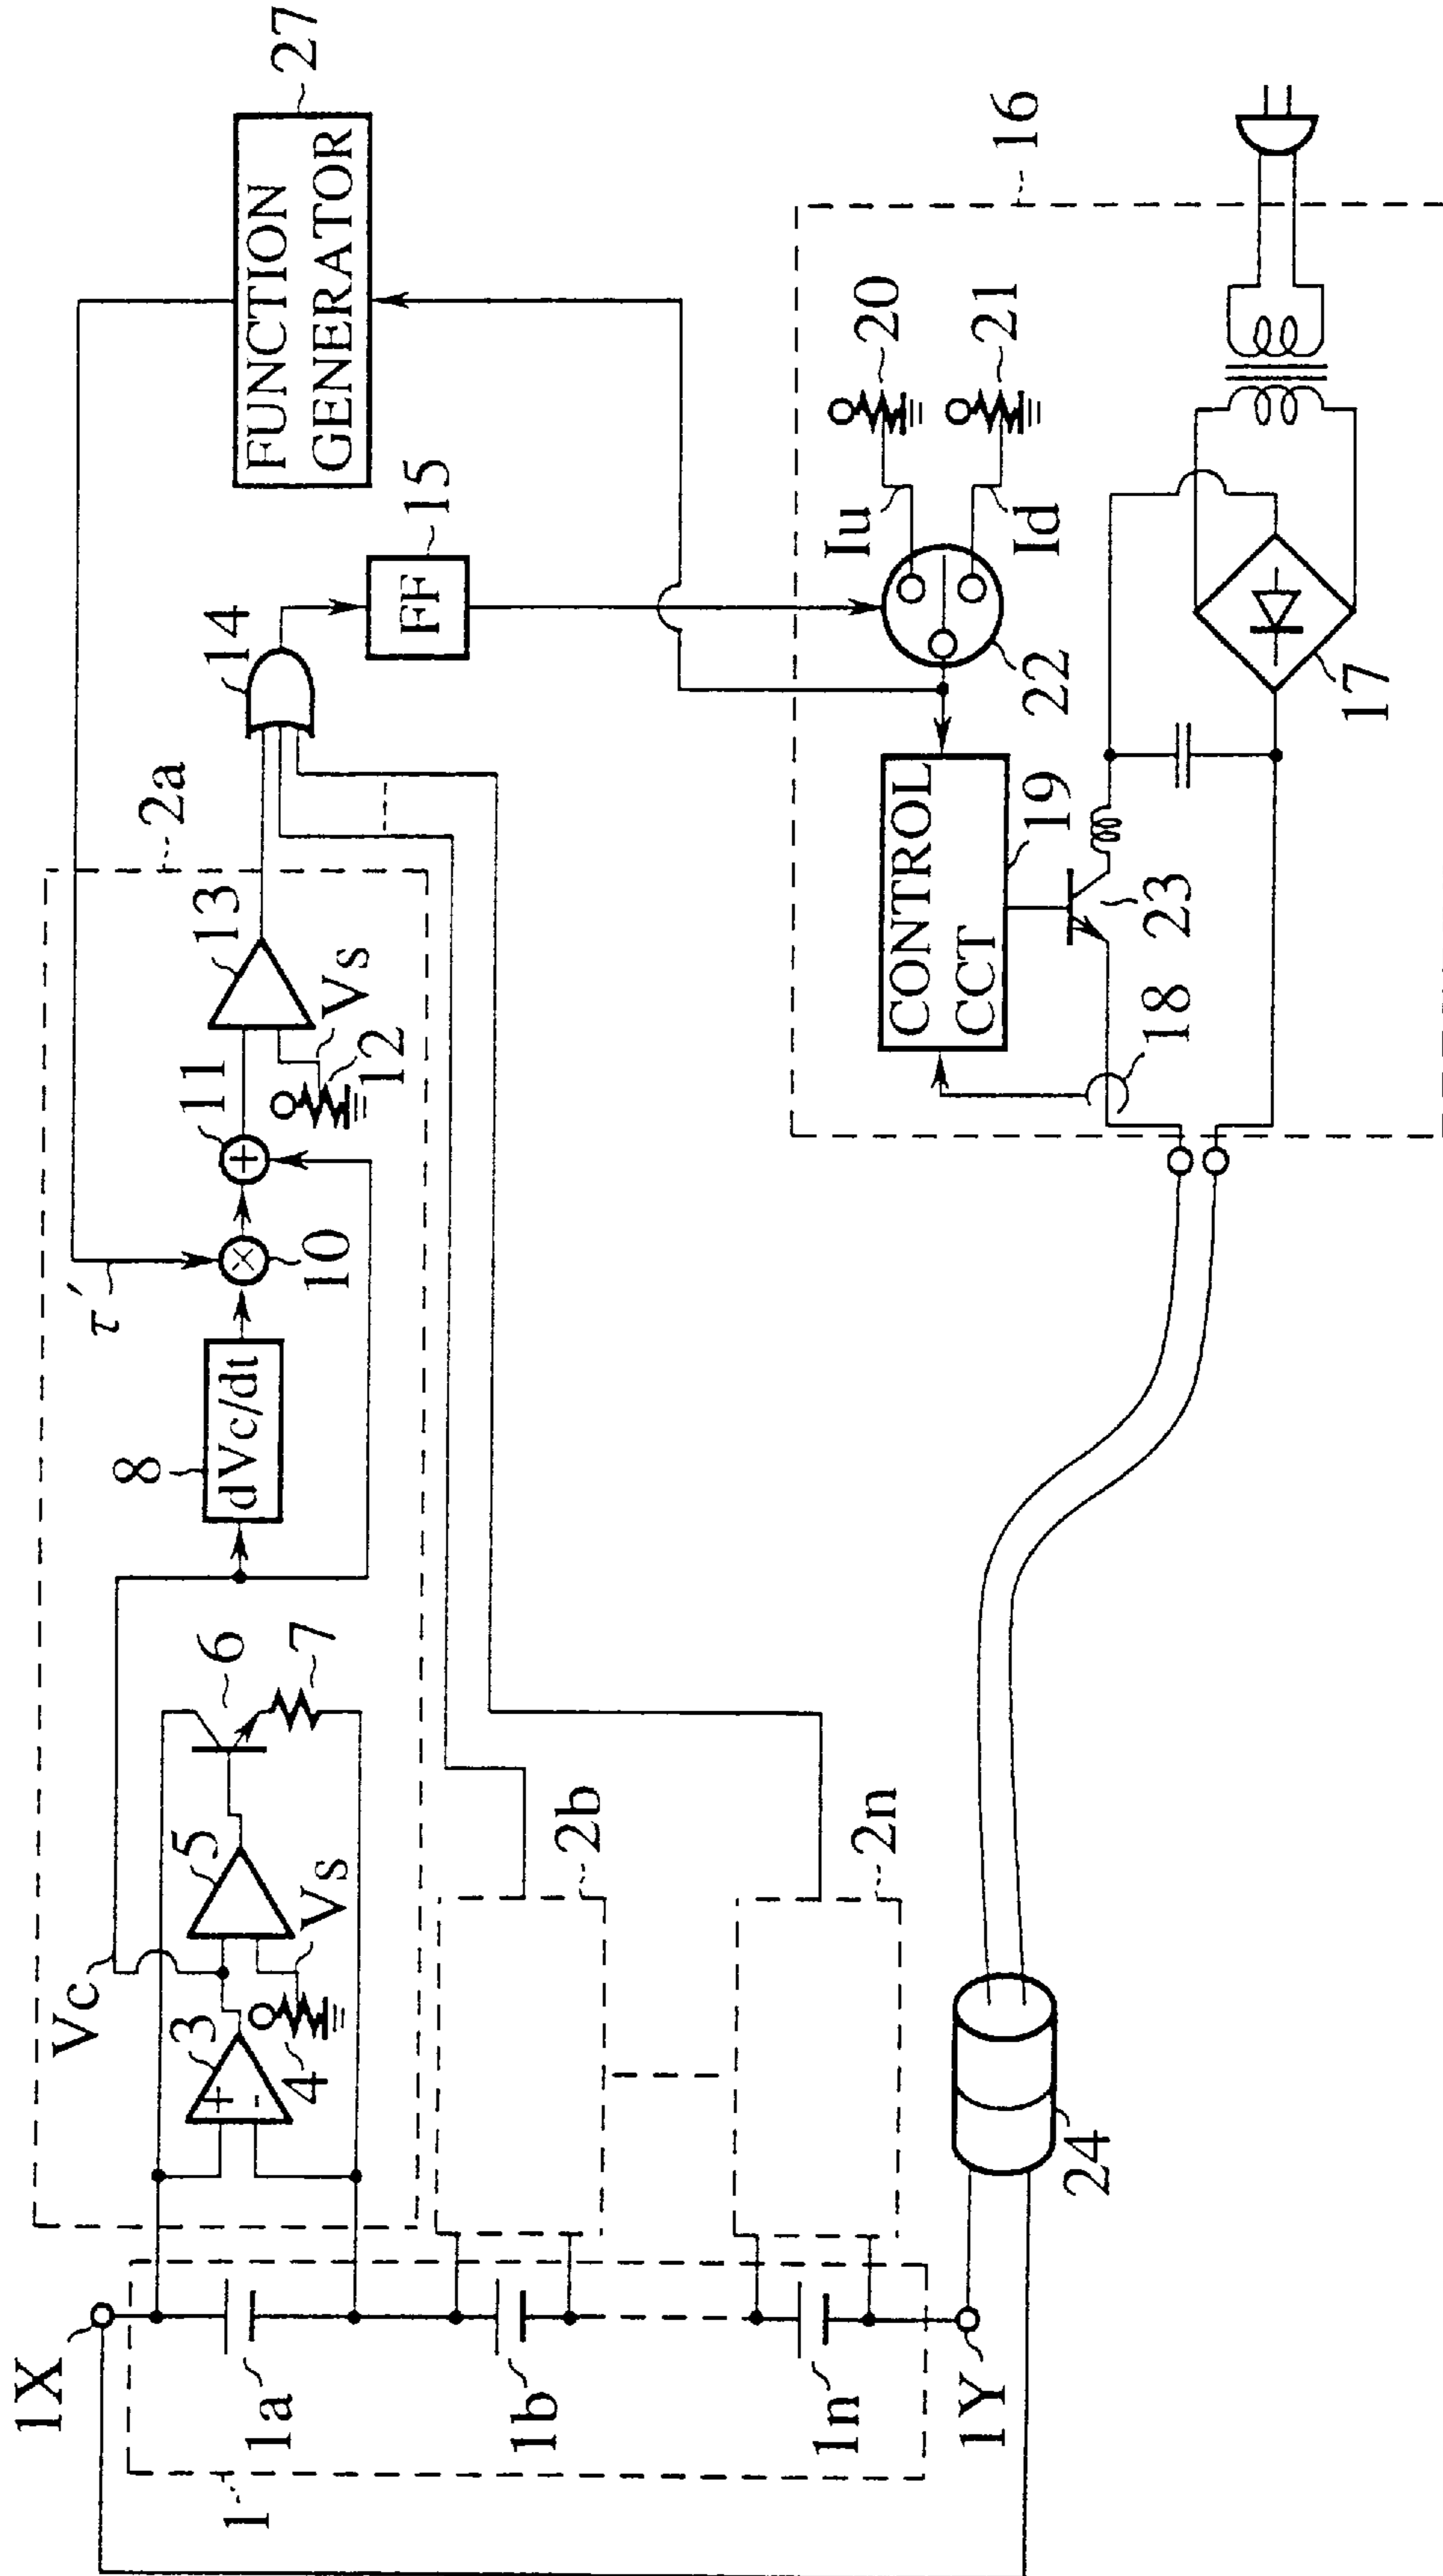 FUNCTION
GENERATOR
27
14
15
FF
2a
13
Vs
12
11
10
τ′
8
dVc/dt
6
7
5
Vs
Vc
3
+
-
4
1X
1a
1
1b
1n
1Y
2b
2n
24
16
20
21
Iu
Id
22
CONTROL
CCT
19
18
23
17